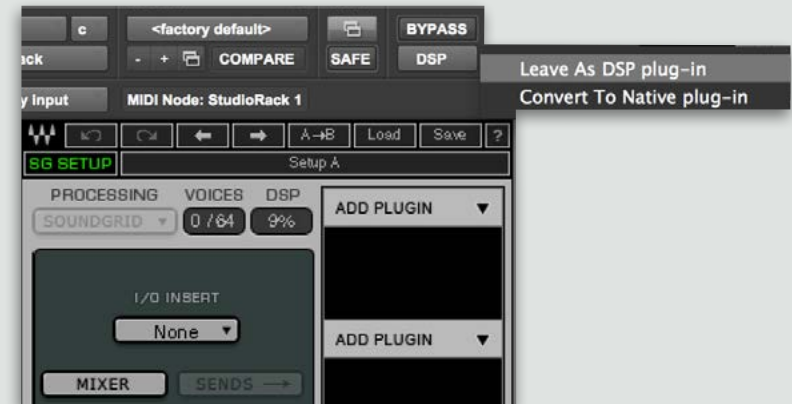 c <factory default> BYPASS
ack - + COMPARE SAFE DSP
y Input MIDI Node: StudioRack 1
Leave As DSP plug-in
Convert To Native plug-in
A→B Load Save ?
SG SETUP Setup A
PROCESSING VOICES DSP
SOUNDGRID 0 / 64 9%
ADD PLUGIN
I/O INSERT
None
ADD PLUGIN
MIXER SENDS →